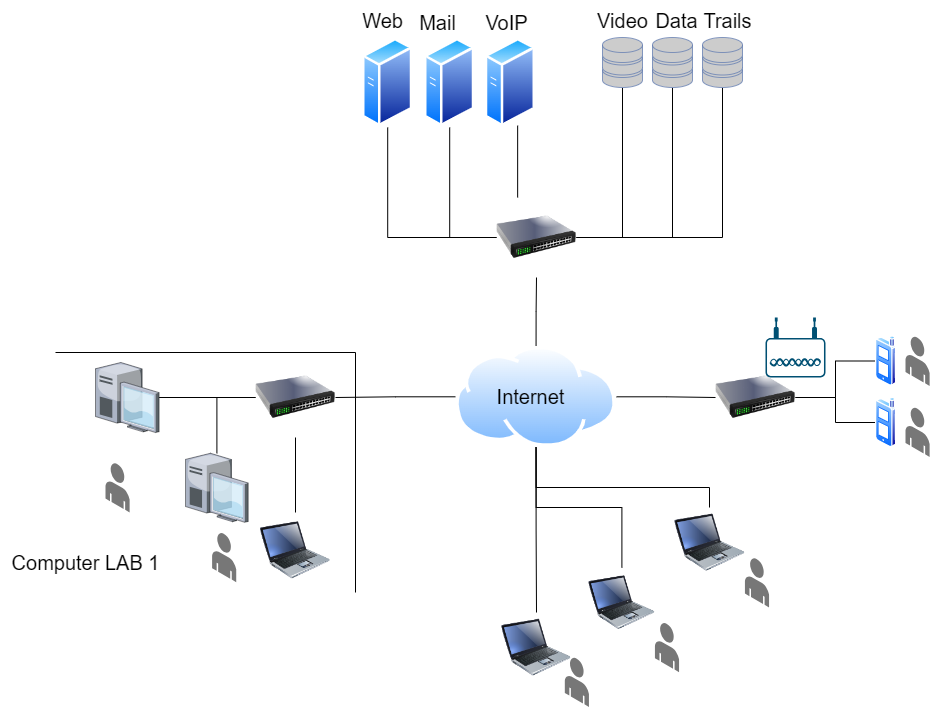 Web Mail VoIP Video Data Trails
Internet
Computer LAB 1